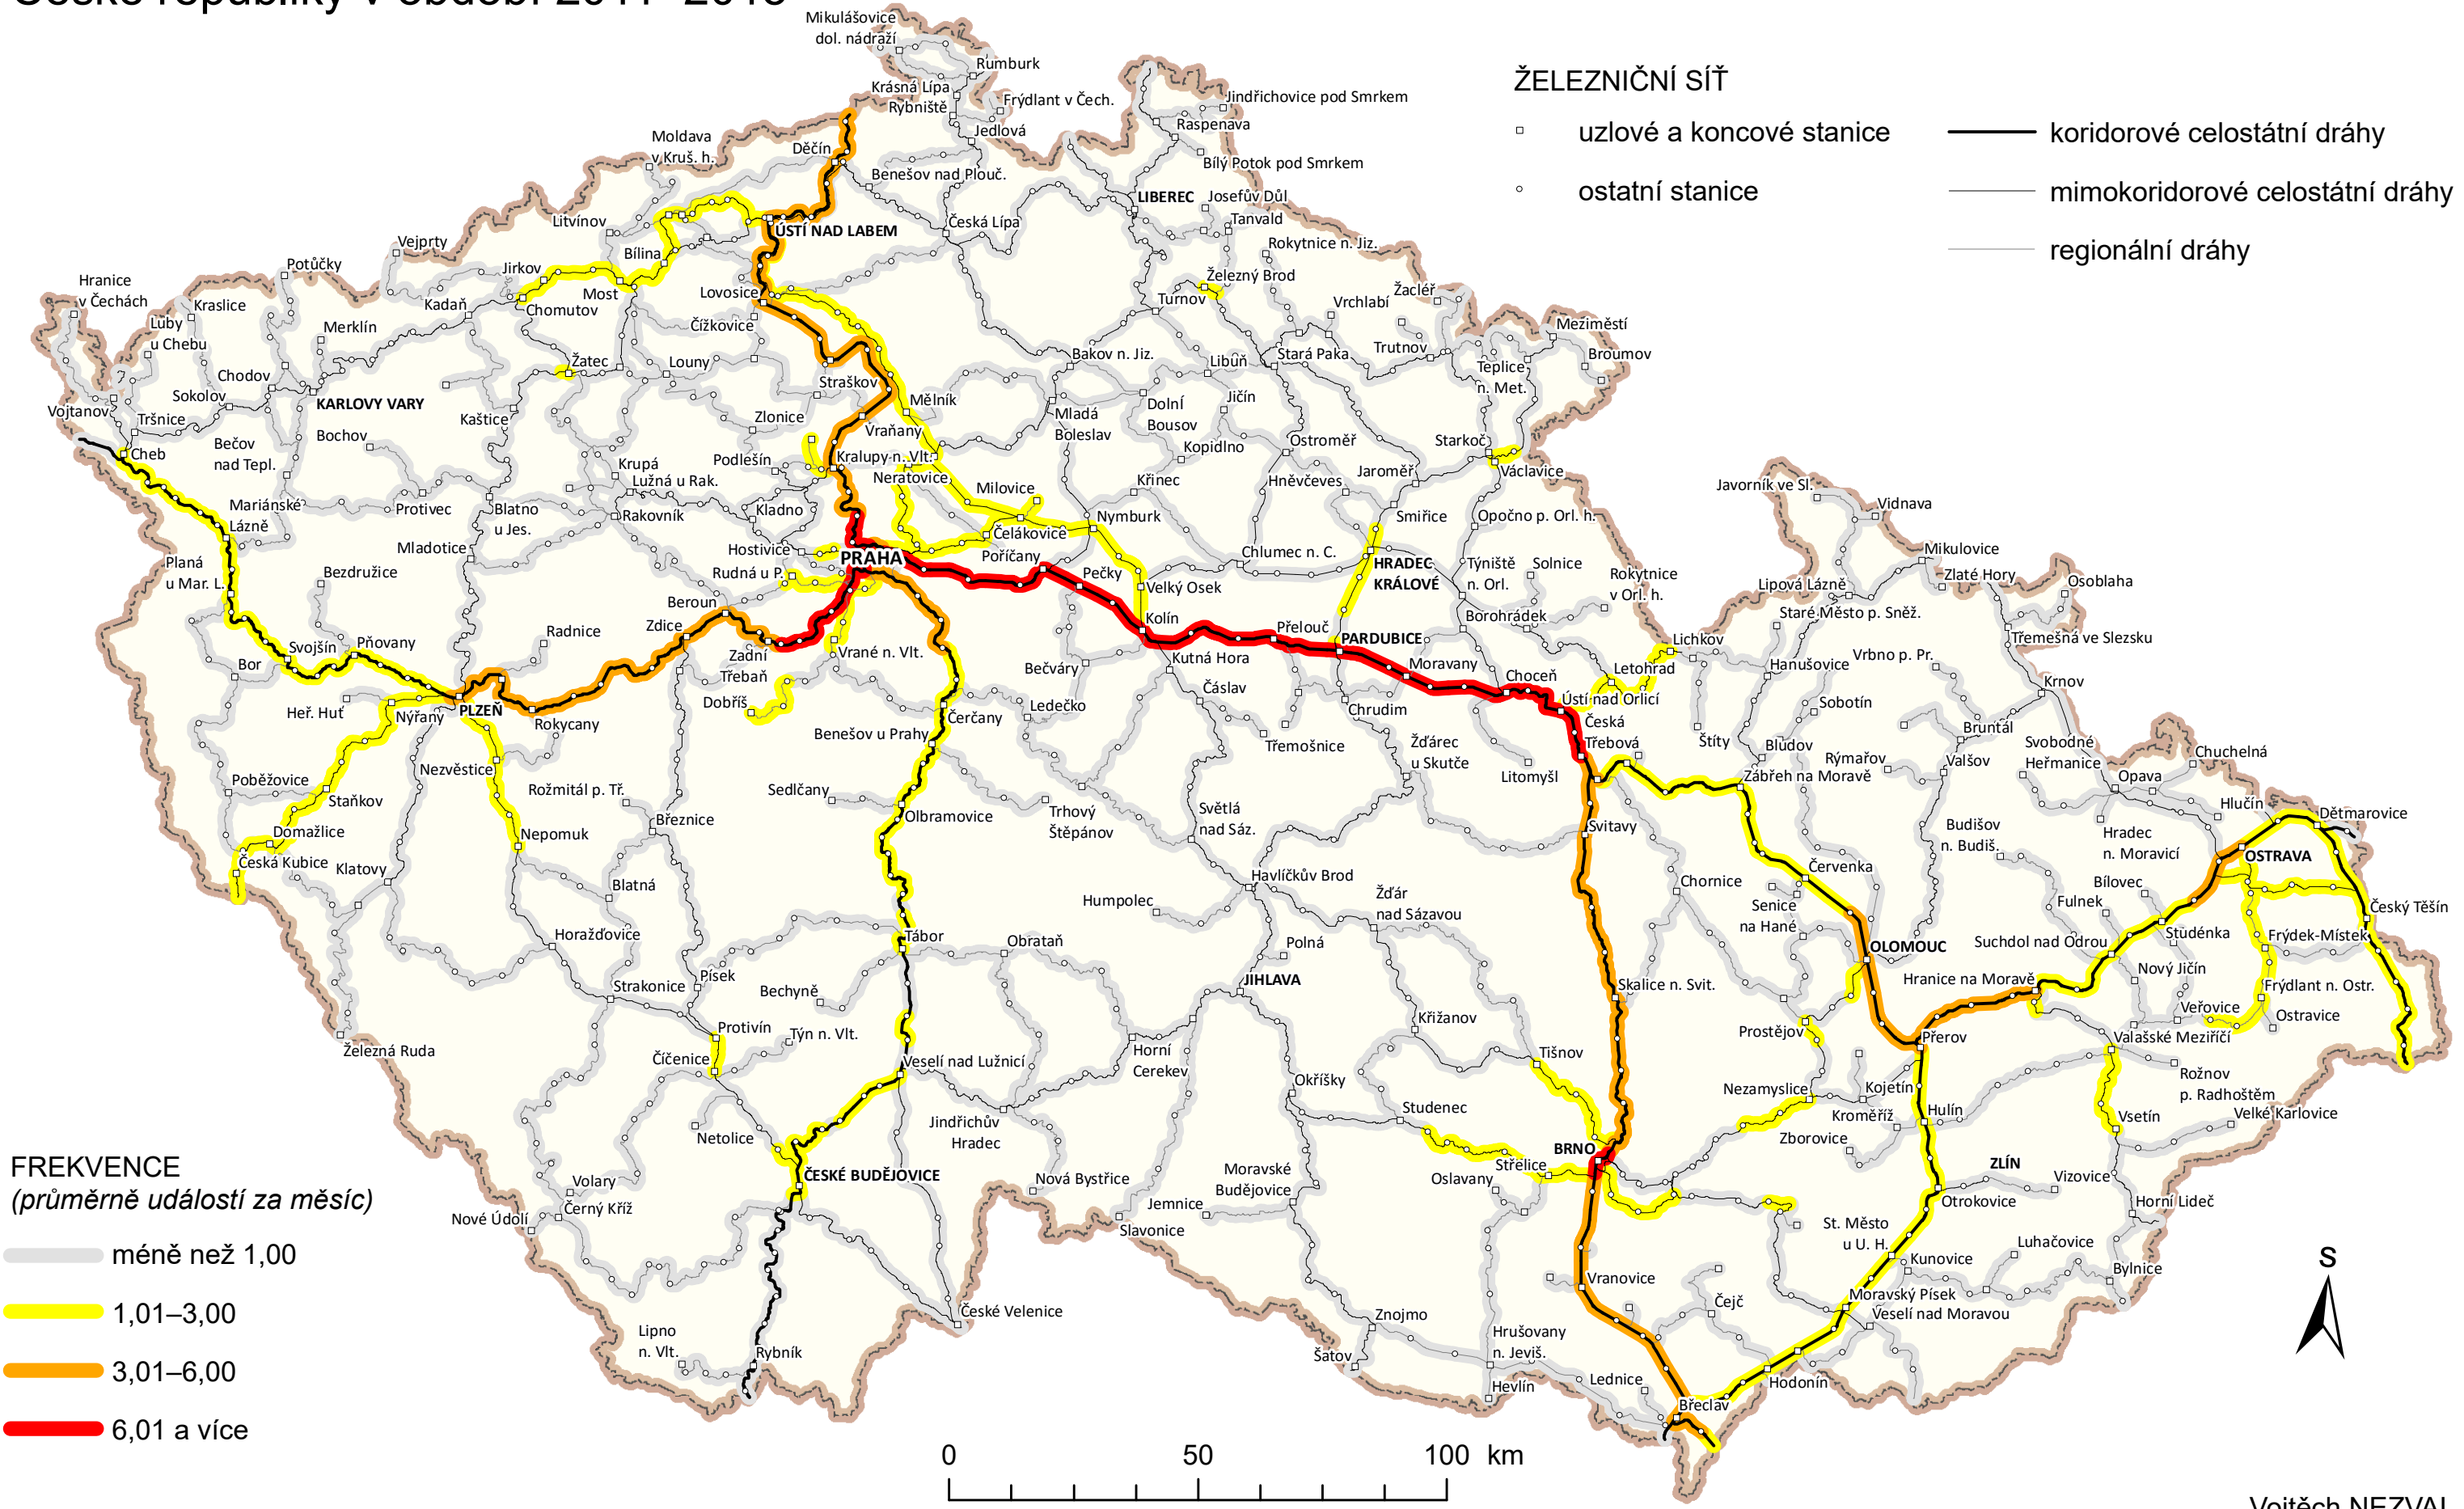 Mikulášovice
dol. nádraží
Rumburk
Krásná Lípa
Rybniště
Frýdlant v Čech.
Jedlová
Jindřichovice pod Smrkem
Raspenava
Bílý Potok pod Smrkem
ŽELEZNIČNÍ SÍŤ
uzlové a koncové stanice
koridorové celostátní dráhy
ostatní stanice
mimokoridorové celostátní dráhy
regionální dráhy
Moldava
v Kruš. h.
Děčín
Benešov nad Plouč.
LIBEREC
Josefův Důl
Tanvald
Litvínov
ÚSTÍ NAD LABEM
Česká Lípa
Rokytnice n. Jiz.
Vejprty
Bílina
Potůčky
Jirkov
Železný Brod
Hranice
v Čechách
Kraslice
Kadaň
Most
Lovosice
Turnov
Vrchlabí
Žacléř
Chomutov
Luby
u Chebu
Merklín
Čížkovice
Meziměstí
Trutnov
Broumov
Žatec
Louny
Bakov n. Jiz.
Libůň
Stará Paka
Teplice
n. Met.
Chodov
Sokolov
Straškov
KARLOVY VARY
Vojtanov
Tršnice
Kaštice
Zlonice
Mělník
Mladá
Boleslav
Dolní
Bousov
Jičín
Cheb
Bečov
nad Tepl.
Bochov
Vraňany
Kopidlno
Ostroměř
Starkoč
Krupá
Podlešín
Kralupy n. Vlt.
Václavice
Lužná u Rak.
Neratovice
Milovice
Křinec
Hněvčeves
Jaroměř
Javorník ve Sl.
Vidnava
Mariánské
Lázně
Protivec
Blatno
u Jes.
Rakovník
Kladno
Nymburk
Smiřice
Opočno p. Orl. h.
Mladotice
Hostivice
PRAHA
Čelákovice
Poříčany
Chlumec n. C.
HRADEC
KRÁLOVÉ
Mikulovice
Planá
u Mar. L.
Bezdružice
Rudná u P.
Pečky
Velký Osek
Týniště
n. Orl.
Solnice
Rokytnice
v Orl. h.
Lipová Lázně
Zlaté Hory
Osoblaha
Beroun
Zdice
Kolín
Přelouč
PARDUBICE
Borohrádek
Staré Město p. Sněž.
Lichkov
Třemešná ve Slezsku
Svojšín
Pňovany
Radnice
Zadní
Třebaň
Vrané n. Vlt.
Bečváry
Kutná Hora
Moravany
Choceň
Letohrad
Hanušovice
Vrbno p. Pr.
Krnov
Bor
Dobříš
Čáslav
Chrudim
Ústí nad Orlicí
Sobotín
Heř. Huť
Nýřany
PLZEŇ
Rokycany
Čerčany
Ledečko
Česká
Třebová
Benešov u Prahy
Třemošnice
Žďárec
u Skutče
Litomyšl
Štíty
Bludov
Rýmařov
Bruntál
Valšov
Svobodné
Heřmanice
Chuchelná
Nezvěstice
Poběžovice
Staňkov
Rožmitál p. Tř.
Sedlčany
Zábřeh na Moravě
Opava
Olbramovice
Trhový
Štěpánov
Světlá
nad Sáz.
Hlučín
Dětmarovice
Domažlice
Nepomuk
Březnice
Svitavy
Budišov
n. Budiš.
Hradec
n. Moravicí
Česká Kubice
Klatovy
OSTRAVA
Červenka
Blatná
Havlíčkův Brod
Chornice
Bílovec
Humpolec
Žďár
nad Sázavou
Senice
na Hané
Fulnek
Český Těšín
Horažďovice
Tábor
Obrataň
Polná
OLOMOUC
Suchdol nad Odrou
Studénka
Frýdek-Místek
Písek
JIHLAVA
Skalice n. Svit.
Hranice na Moravě
Nový Jičín
Strakonice
Bechyně
Frýdlant n. Ostr.
Protivín
Týn n. Vlt.
Křižanov
Prostějov
Veřovice
Ostravice
Železná Ruda
Číčenice
Veselí nad Lužnicí
Horní
Cerekev
Tišnov
Přerov
Valašské Meziříčí
Okříšky
Nezamyslice
Kojetín
Rožnov
p. Radhoštěm
Netolice
Jindřichův
Hradec
Studenec
Kroměříž
Hulín
Vsetín
Velké Karlovice
Zborovice
BRNO
FREKVENCE
(průměrně událostí za měsíc)
Volary
ČESKÉ BUDĚJOVICE
Nová Bystřice
Moravské
Budějovice
Střelice
Oslavany
ZLÍN
Vizovice
Otrokovice
Horní Lideč
Nové Údolí
Černý Kříž
Jemnice
Slavonice
St. Město
u U. H.
Luhačovice
méně než 1,00
Kunovice
Bylnice
S
Vranovice
1,01–3,00
České Velenice
Čejč
Moravský Písek
Veselí nad Moravou
Lipno
n. Vlt.
Rybník
Znojmo
Hrušovany
n. Jeviš.
Šatov
3,01–6,00
Lednice
Hodonín
Hevlín
Břeclav
6,01 a více
0 50 100 km